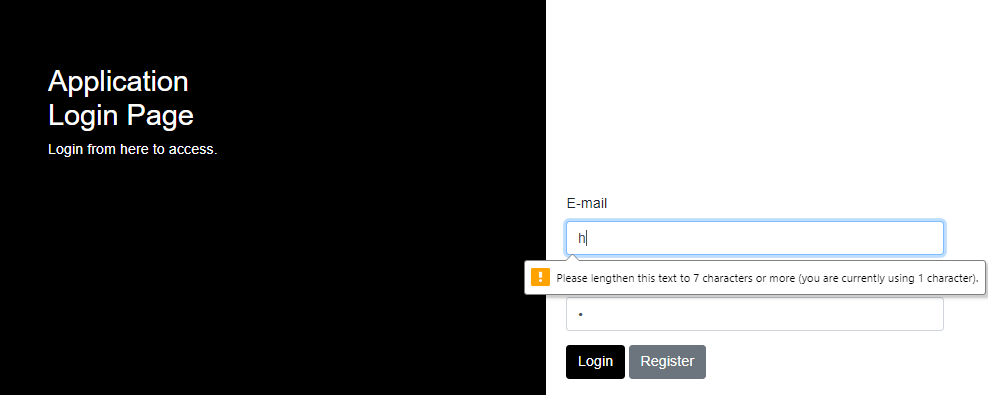 Application
Login Page
Login from here to access.
E-mail
h
Please lengthen this text to 7 characters or more (you are currently using 1 character).
•
Login
Register